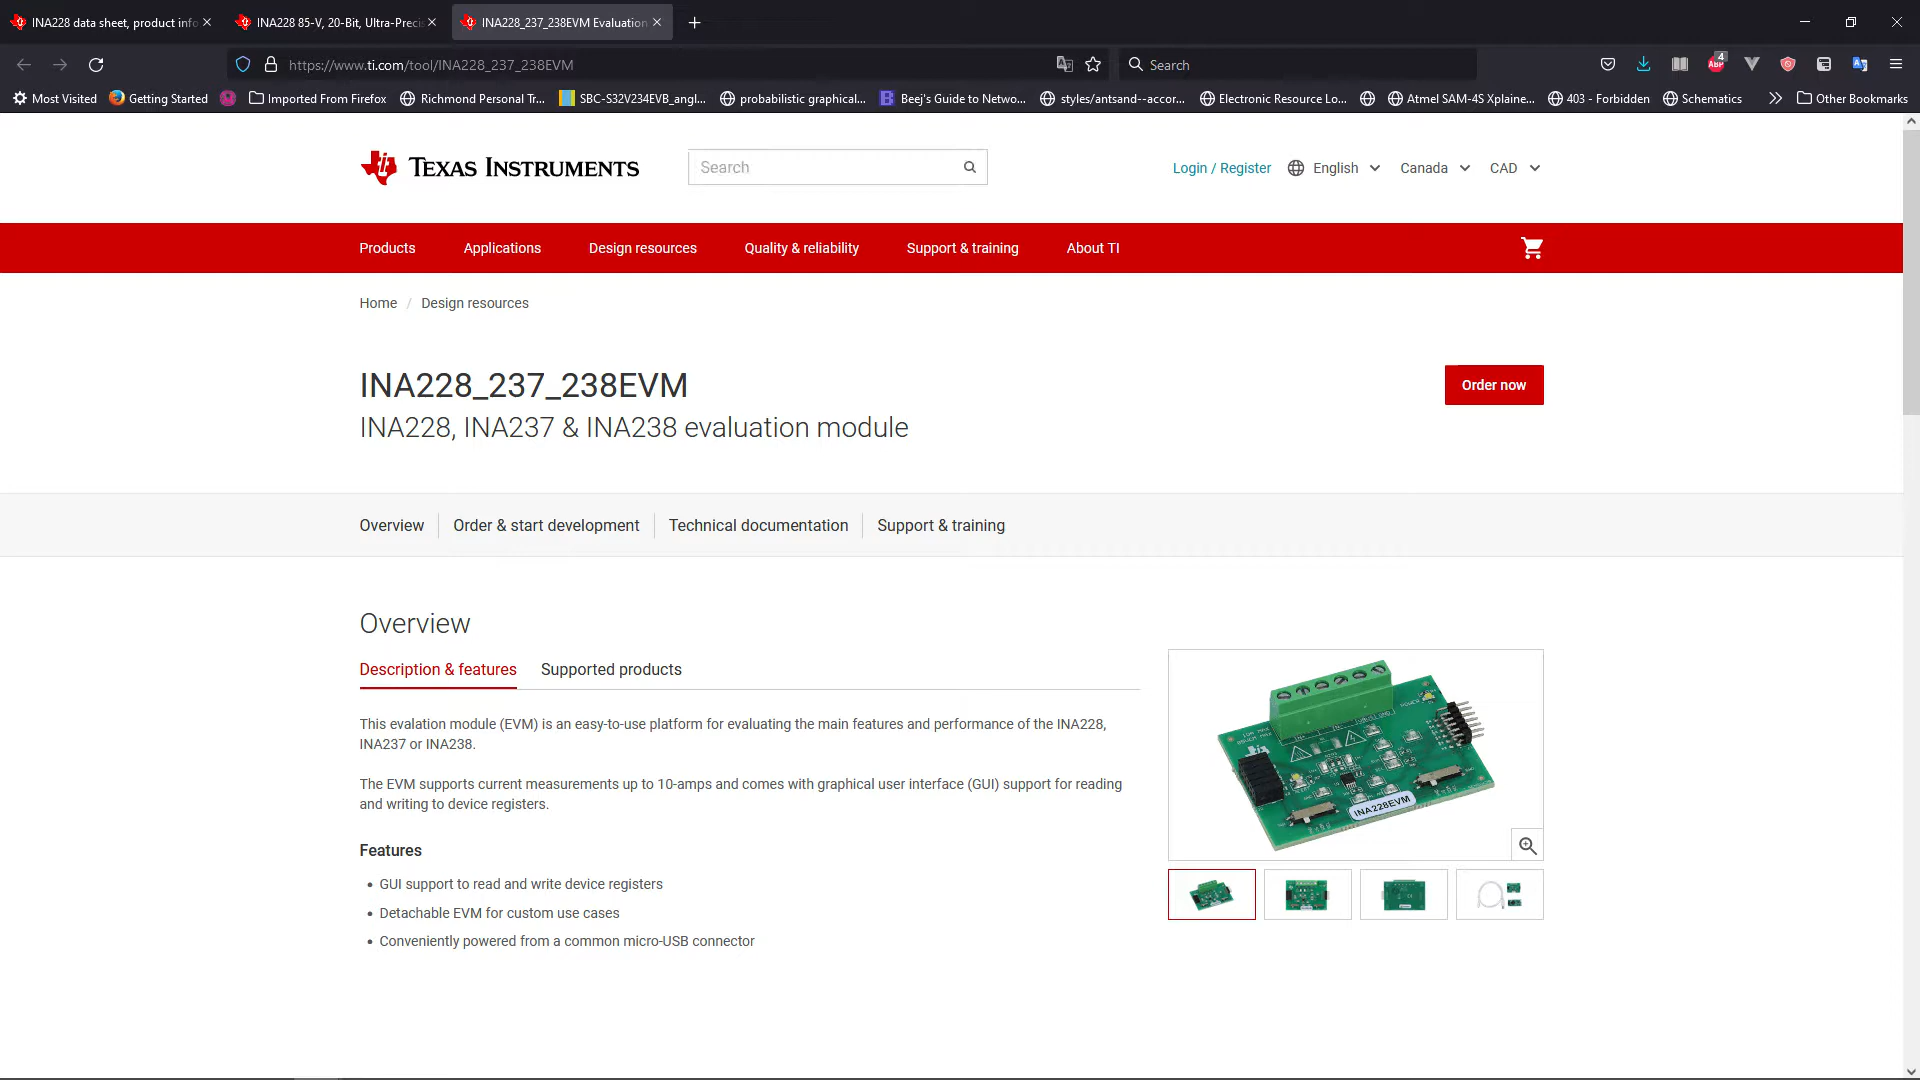 INA228 data sheet, product info
INA228 85-V, 20-Bit, Ultra-Precis
INA228_237_238EVM Evaluation
https://www.ti.com/tool/INA228_237_238EVM
Search
4
ABP
Most Visited
Getting Started
Imported From Firefox
Richmond Personal Tr...
SBC-S32V234EVB_angl...
probabilistic graphical...
Beej's Guide to Netwo...
styles/antsand--accor...
Electronic Resource Lo...
Atmel SAM-4S Xplaine...
403 - Forbidden
Schematics
Other Bookmarks
TEXAS INSTRUMENTS
Search
Login / Register
English
Canada
CAD
Products
Applications
Design resources
Quality & reliability
Support & training
About TI
Home / Design resources
INA228_237_238EVM
Order now
INA228, INA237 & INA238 evaluation module
Overview
Order & start development
Technical documentation
Support & training
Overview
Description & features
Supported products
This evalation module (EVM) is an easy-to-use platform for evaluating the main features and performance of the INA228,
INA237 or INA238.
The EVM supports current measurements up to 10-amps and comes with graphical user interface (GUI) support for reading
and writing to device registers.
Features
• GUI support to read and write device registers
• Detachable EVM for custom use cases
• Conveniently powered from a common micro-USB connector
INA228EVM